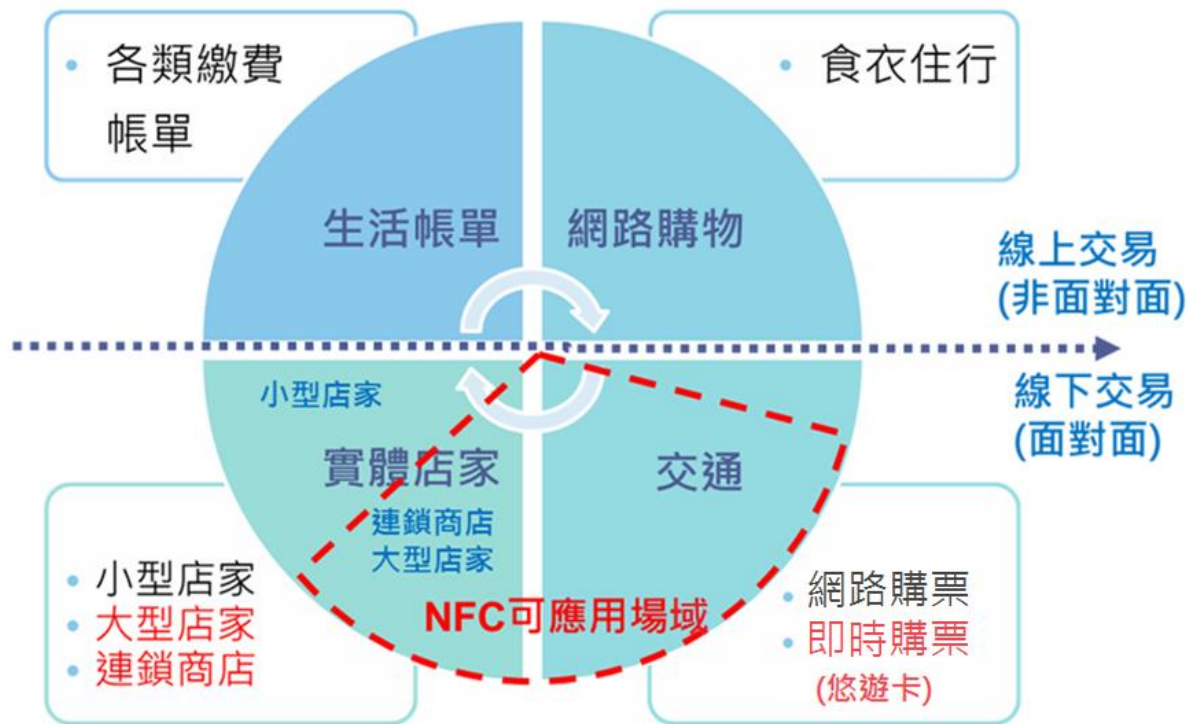 各類繳費
帳單
食衣住行
生活帳單
網路購物
線上交易
(非面對面)
線下交易
(面對面)
小型店家
實體店家
連鎖商店
大型店家
交通
NFC可應用場域
小型店家
大型店家
連鎖商店
網路購票
即時購票
(悠遊卡)